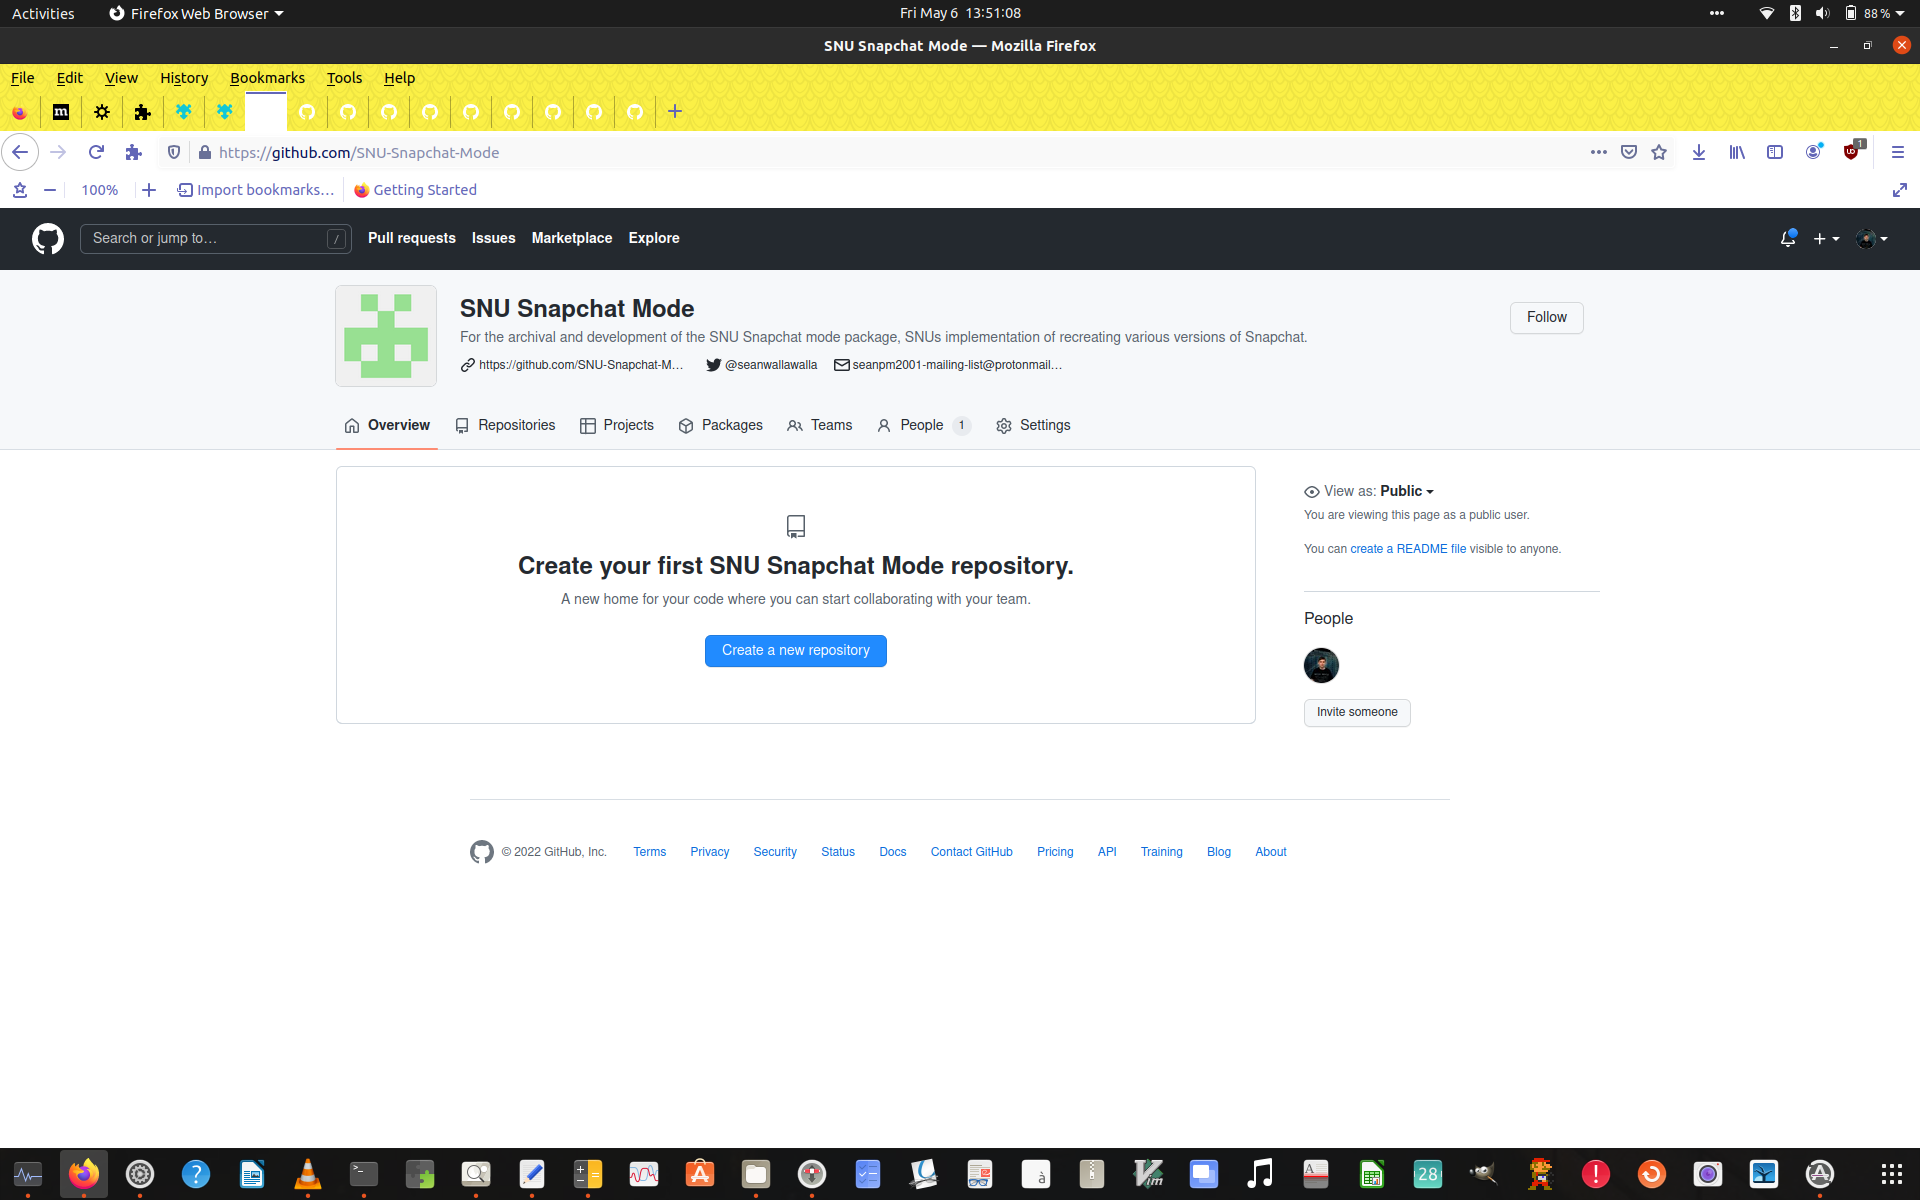 Activities
Firefox Web Browser
Fri May 6 13:51:08
88 %
SNU Snapchat Mode — Mozilla Firefox
File Edit View History Bookmarks Tools Help
https://github.com/SNU-Snapchat-Mode
1
100%
Import bookmarks…
Getting Started
Search or jump to… /
Pull requests Issues Marketplace Explore
SNU Snapchat Mode
Follow
For the archival and development of the SNU Snapchat mode package, SNUs implementation of recreating various versions of Snapchat.
https://github.com/SNU-Snapchat-M… @seanwallawalla seanpm2001-mailing-list@protonmail…
Overview Repositories Projects Packages Teams People 1 Settings
View as: Public
You are viewing this page as a public user.
You can create a README file visible to anyone.
Create your first SNU Snapchat Mode repository.
A new home for your code where you can start collaborating with your team.
Create a new repository
People
Invite someone
© 2022 GitHub, Inc. Terms Privacy Security Status Docs Contact GitHub Pricing API Training Blog About
28